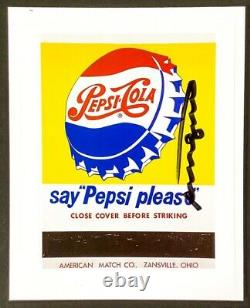 PEPSI-COLA
say "Pepsi please"
CLOSE COVER BEFORE STRIKING
AMERICAN MATCH CO., ZANSVILLE, OHIO